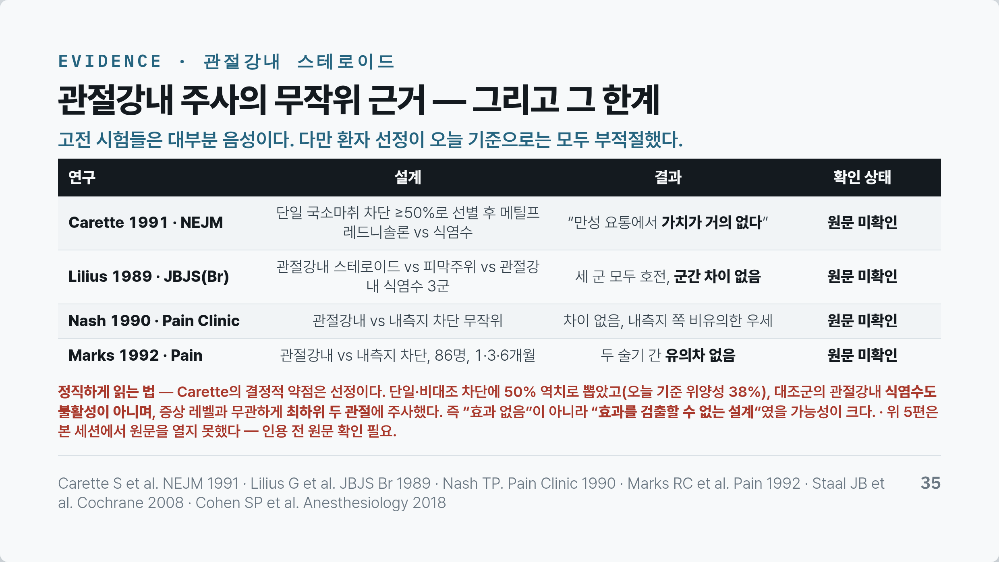 EVIDENCE · 관절강내 스테로이드
관절강내 주사의 무작위 근거 — 그리고 그 한계
고전 시험들은 대부분 음성이다. 다만 환자 선정이 오늘 기준으로는 모두 부적절했다.
연구 설계 결과 확인 상태
단일 국소마취 차단 ≥50%로 선별 후 메틸프
Carette 1991 · NEJM 레드니솔론 vs 식염수 “만성 요통에서 가치가 거의 없다” 원문 미확인
관절강내 스테로이드 vs 피막주위 vs 관절강
Lilius 1989 · JBJS(Br) 내 식염수 3군 세 군 모두 호전, 군간 차이 없음 원문 미확인
Nash 1990 · Pain Clinic 관절강내 vs 내측지 차단 무작위 차이 없음, 내측지 쪽 비유의한 우세 원문 미확인
Marks 1992 · Pain 관절강내 vs 내측지 차단, 86명, 1·3·6개월 두 술기 간 유의차 없음 원문 미확인
정직하게 읽는 법 — Carette의 결정적 약점은 선정이다. 단일·비대조 차단에 50% 역치로 뽑았고(오늘 기준 위양성 38%), 대조군의 관절강내 식염수도
불활성이 아니며, 증상 레벨과 무관하게 최하위 두 관절에 주사했다. 즉 “효과 없음”이 아니라 “효과를 검출할 수 없는 설계”였을 가능성이 크다. · 위 5편은
본 세션에서 원문을 열지 못했다 — 인용 전 원문 확인 필요.
Carette S et al. NEJM 1991 · Lilius G et al. JBJS Br 1989 · Nash TP. Pain Clinic 1990 · Marks RC et al. Pain 1992 · Staal JB et
al. Cochrane 2008 · Cohen SP et al. Anesthesiology 2018
35